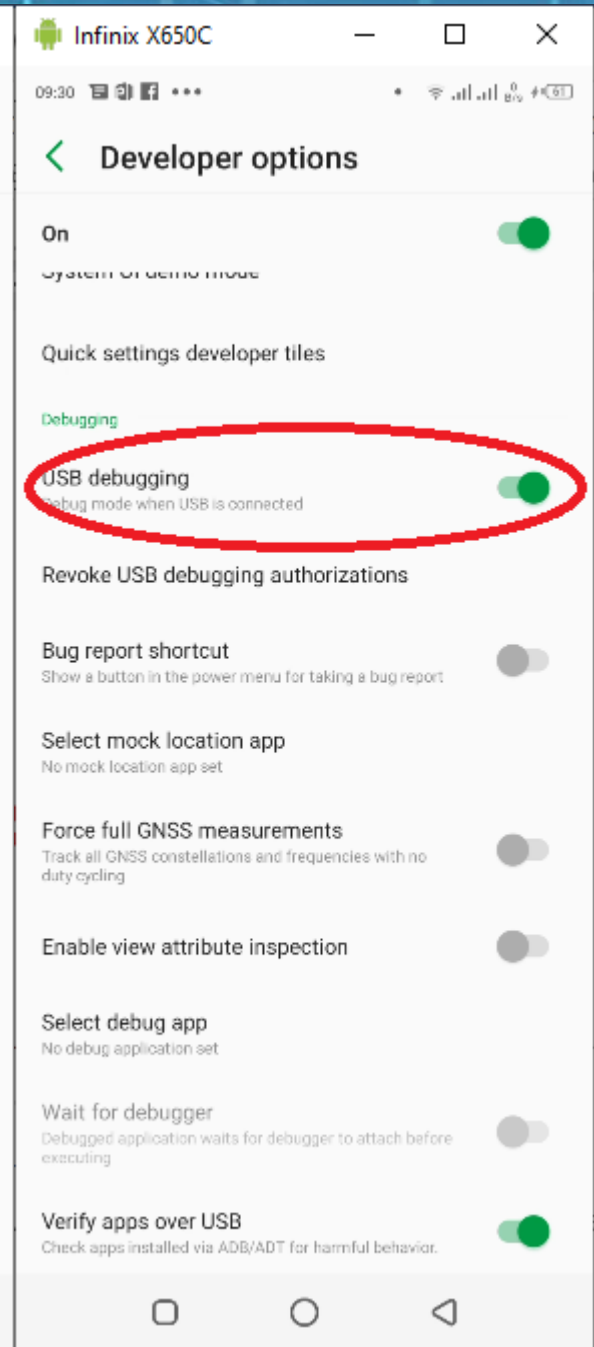 Infinix X650C
09:30
Developer options
On
System UI demo mode
Quick settings developer tiles
Debugging
USB debugging
Debug mode when USB is connected
Revoke USB debugging authorizations
Bug report shortcut
Show a button in the power menu for taking a bug report
Select mock location app
No mock location app set
Force full GNSS measurements
Track all GNSS constellations and frequencies with no
duty cycling
Enable view attribute inspection
Select debug app
No debug application set
Wait for debugger
Debugged application waits for debugger to attach before
executing
Verify apps over USB
Check apps installed via ADB/ADT for harmful behavior.